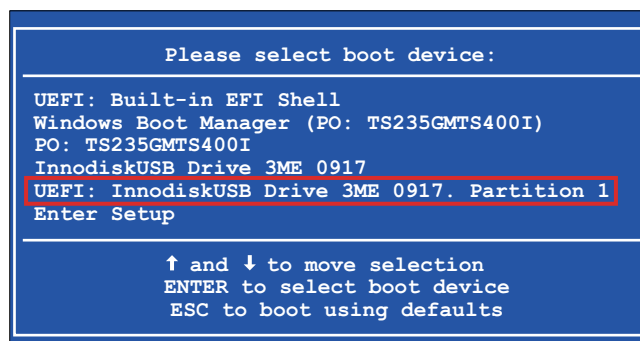 Please select boot device:
UEFI: Built-in EFI Shell
Windows Boot Manager (PO: TS235GMTS400I)
PO: TS235GMTS400I
InnodiskUSB Drive 3ME 0917
UEFI: InnodiskUSB Drive 3ME 0917. Partition 1
Enter Setup
↑ and ↓ to move selection
ENTER to select boot device
ESC to boot using defaults